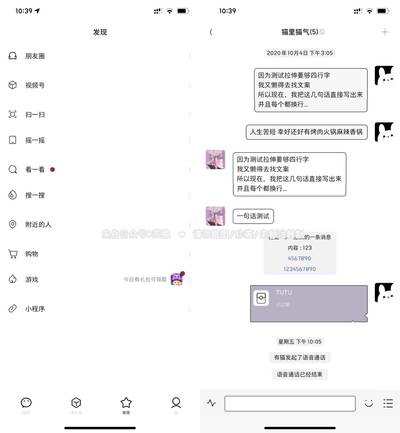 10:39
发现
朋友圈
视频号
扫一扫
摇一摇
看一看
搜一搜
附近的人
购物
游戏
今日有礼包可领取
小程序
发现
10:39
猫里猫气(5)
2020年10月4日 下午 3:05
因为测试拉伸要够四行字
我又懒得去找文案
所以现在，我把这几句话直接写出来
并且每个都换行...
人生苦短 幸好还好有烤肉火锅麻辣香锅
因为测试拉伸要够四行字
我又懒得去找文案
所以现在，我把这几句话直接写出来
并且每个都换行...
一句话测试
的一条消息
内容：123
4567890
1234567890
TUTU
星期五 下午 10:05
有猫发起了语音通话
语音通话已经结束